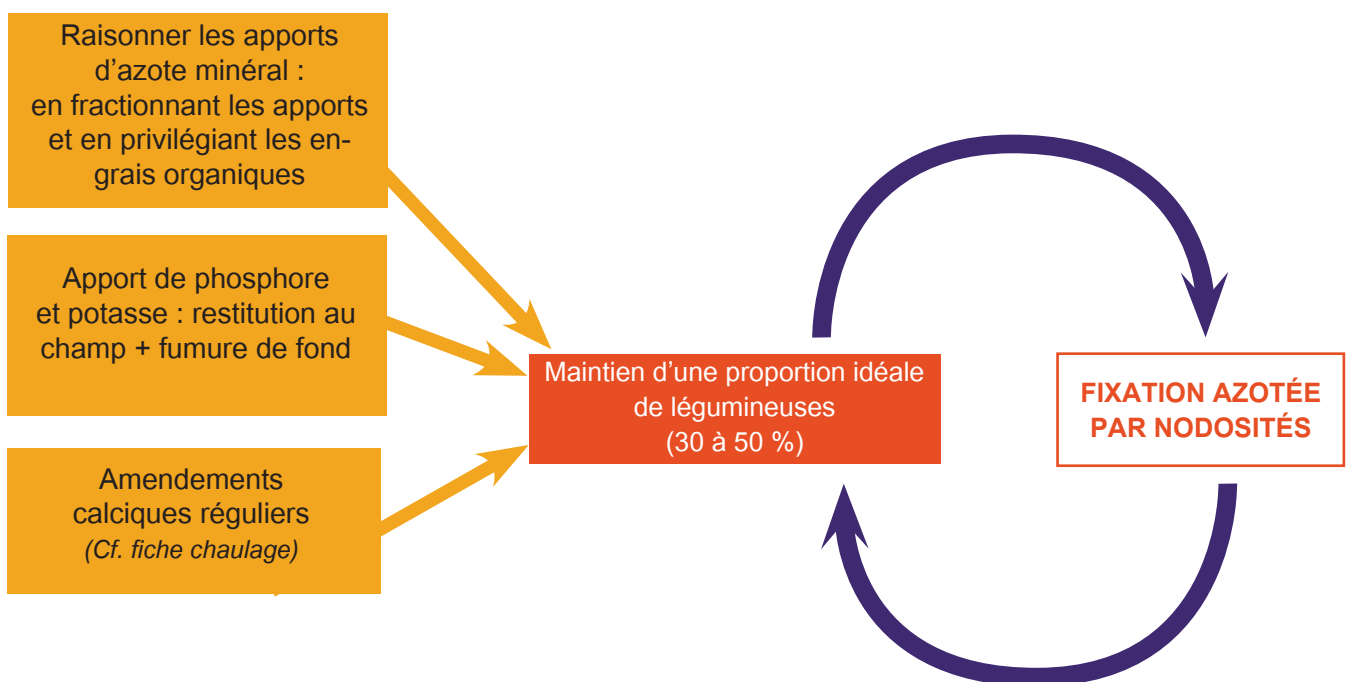 Raisonner les apports
d’azote minéral :
en fractionnant les apports
et en privilégiant les en-
grais organiques
Apport de phosphore
et potasse : restitution au
champ + fumure de fond
Amendements
calciques réguliers
(Cf. fiche chaulage)
Maintien d’une proportion idéale
de légumineuses
(30 à 50 %)
FIXATION AZOTÉE
PAR NODOSITÉS